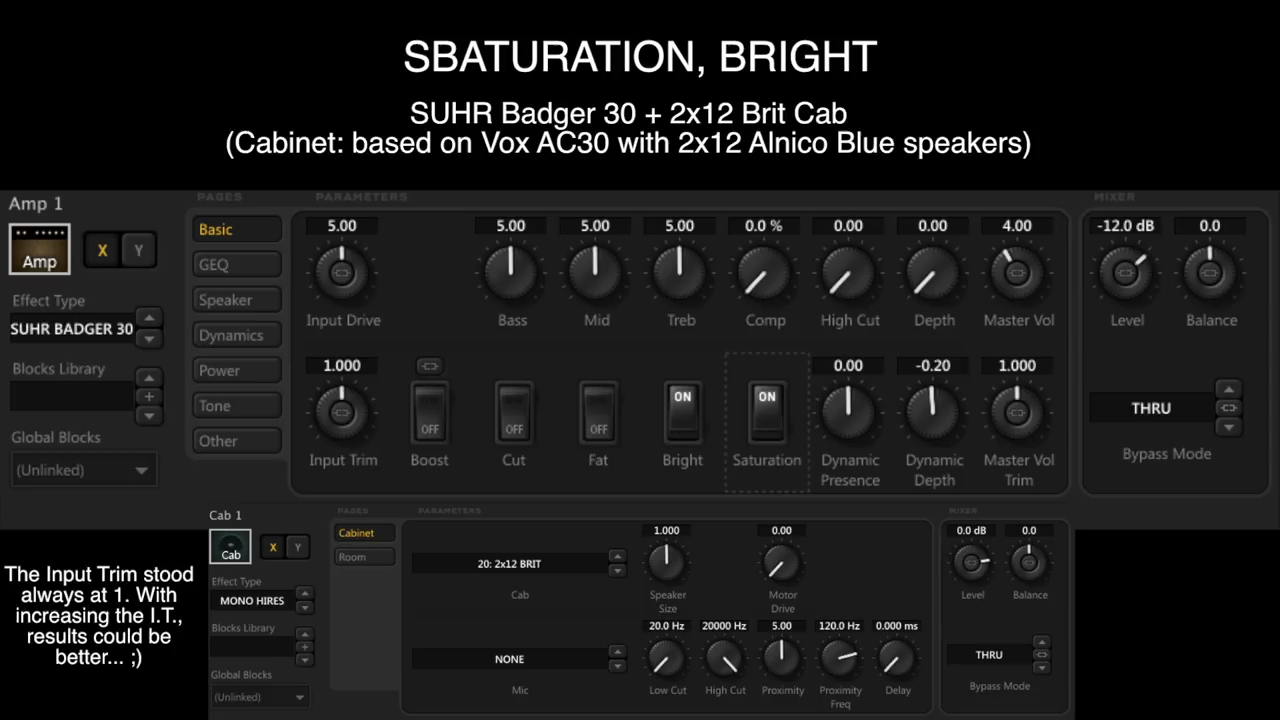 SBATURATION, BRIGHT
SUHR Badger 30 + 2x12 Brit Cab
(Cabinet: based on Vox AC30 with 2x12 Alnico Blue speakers)
Amp 1
PAGES
PARAMETERS
MIXER
Amp
X Y
Effect Type
SUHR BADGER 30
Blocks Library
Global Blocks
(Unlinked)
Basic
GEQ
Speaker
Dynamics
Power
Tone
Other
5.00 5.00 5.00 5.00 0.0 % 0.00 0.00 4.00
Input Drive Bass Mid Treb Comp High Cut Depth Master Vol
1.000 0.00 -0.20 1.000
OFF OFF OFF ON ON
Input Trim Boost Cut Fat Bright Saturation Dynamic Presence Dynamic Depth Master Vol Trim
-12.0 dB 0.0
Level Balance
THRU
Bypass Mode
The Input Trim stood
always at 1. With
increasing the I.T.,
results could be
better... ;)
Cab 1
PAGES
PARAMETERS
MIXER
Cab
X Y
Effect Type
MONO HIRES
Blocks Library
Global Blocks
(Unlinked)
Cabinet
Room
20: 2x12 BRIT
Cab
1.000 0.00
Speaker Size Motor Drive
NONE
Mic
20.0 Hz 20000 Hz 5.00 120.0 Hz 0.000 ms
Low Cut High Cut Proximity Proximity Freq Delay
0.0 dB 0.0
Level Balance
THRU
Bypass Mode